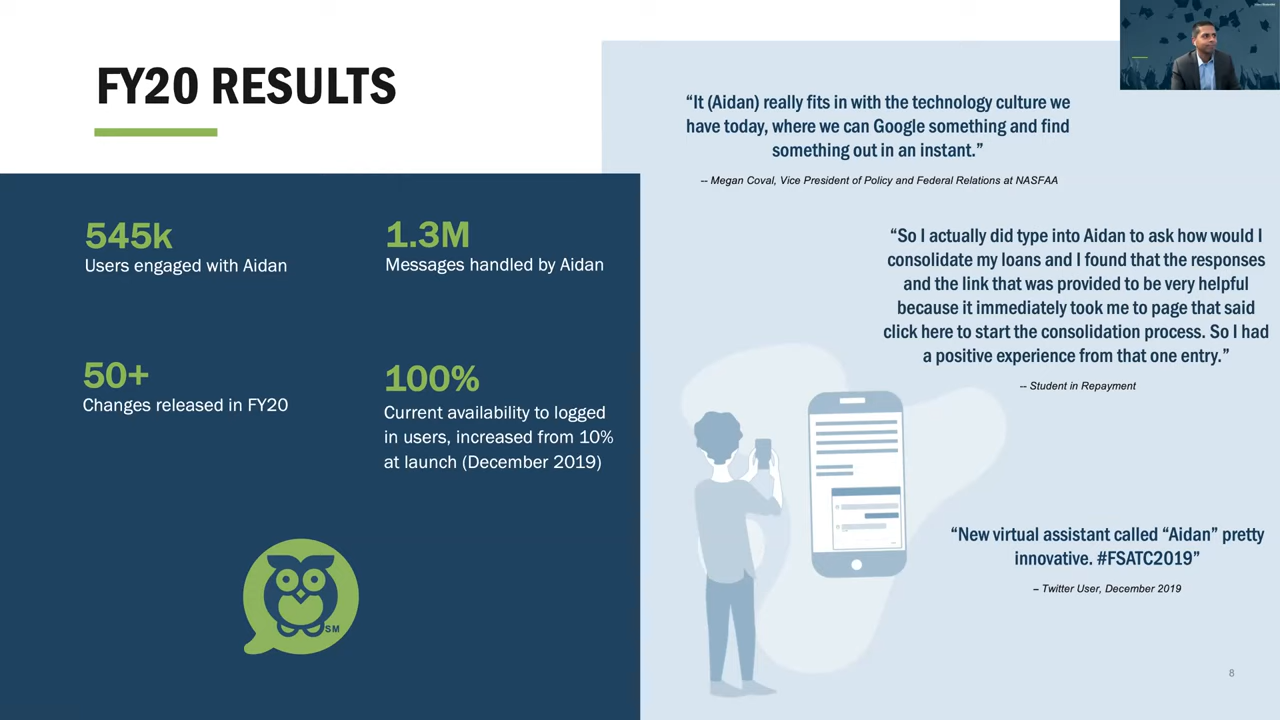 FY20 RESULTS
545k
Users engaged with Aidan
1.3M
Messages handled by Aidan
50+
Changes released in FY20
100%
Current availability to logged
in users, increased from 10%
at launch (December 2019)
SM
“It (Aidan) really fits in with the technology culture we
have today, where we can Google something and find
something out in an instant.”
-- Megan Coval, Vice President of Policy and Federal Relations at NASFAA
“So I actually did type into Aidan to ask how would I
consolidate my loans and I found that the responses
and the link that was provided to be very helpful
because it immediately took me to page that said
click here to start the consolidation process. So I had
a positive experience from that one entry.”
-- Student in Repayment
“New virtual assistant called “Aidan” pretty
innovative. #FSATC2019”
– Twitter User, December 2019
8